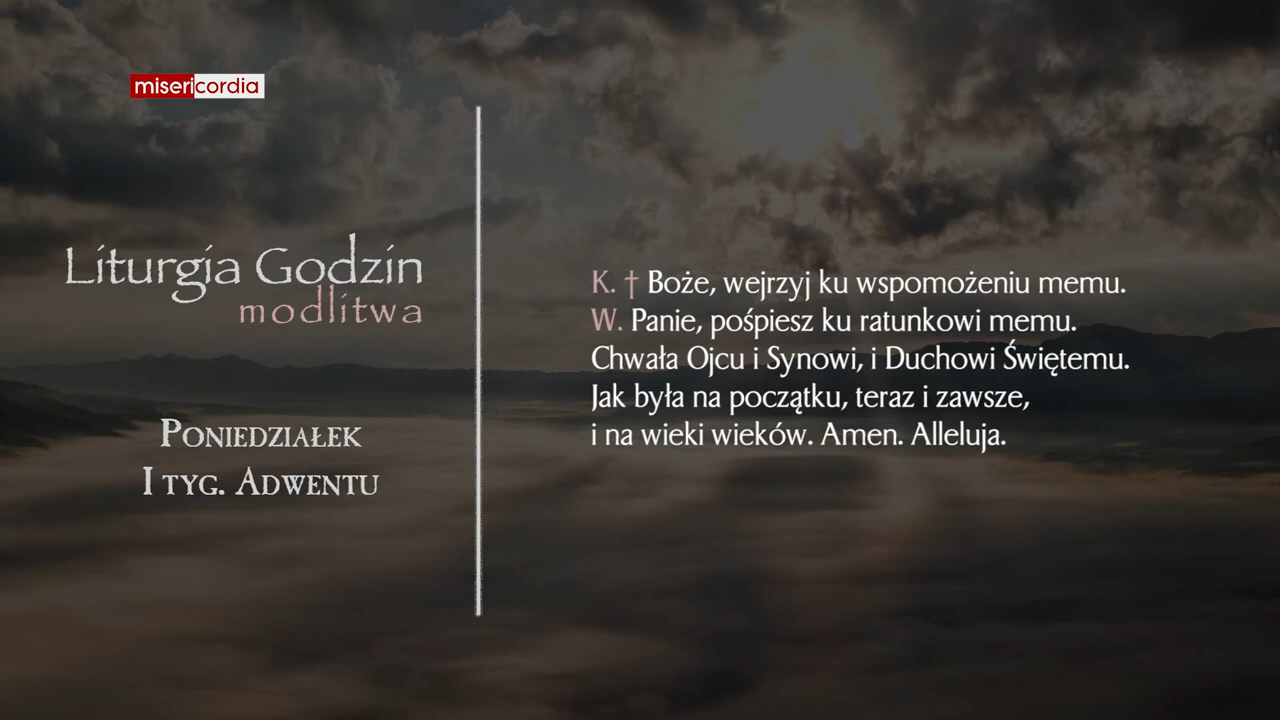 misericordia
Liturgia Godzin
modlitwa
Poniedziałek
I tyg. Adwentu
K. † Boże, wejrzyj ku wspomożeniu memu.
W. Panie, pośpiesz ku ratunkowi memu.
Chwała Ojcu i Synowi, i Duchowi Świętemu.
Jak była na początku, teraz i zawsze,
i na wieki wieków. Amen. Alleluja.